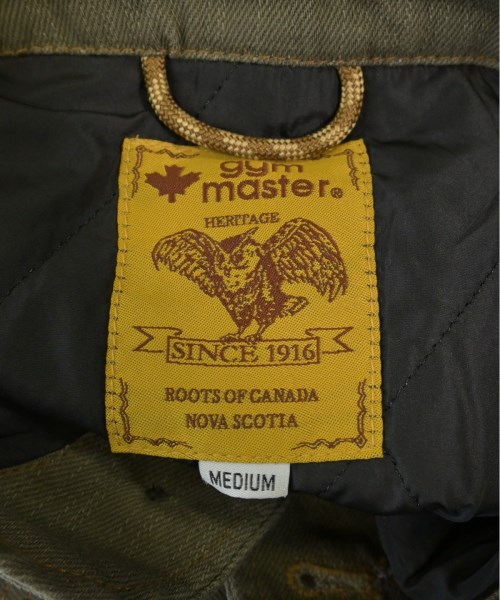 gym
master®
HERITAGE
SINCE 1916
ROOTS OF CANADA
NOVA SCOTIA
MEDIUM